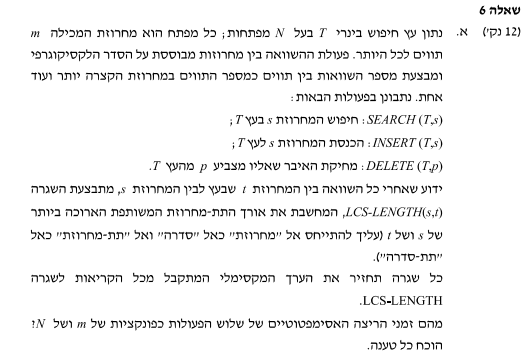 שאלה 6
(12 נק') א. נתון עץ חיפוש בינרי T בעל N מפתחות; כל מפתח הוא מחרוזת המכילה m
תווים לכל היותר. פעולת ההשוואה בין מחרוזות מבוססת על הסדר הלקסיקוגרפי
ומבצעת מספר השוואות בין תווים כמספר התווים במחרוזת הקצרה יותר ועוד
אחת. נתבונן בפעולות הבאות:
SEARCH (T,s): חיפוש המחרוזת s בעץ T;
INSERT (T,s): הכנסת המחרוזת s לעץ T;
DELETE (T,p): מחיקת האיבר שאליו מצביע p מהעץ T.
ידוע שאחרי כל השוואה בין המחרוזת t שבעץ לבין המחרוזת s, מתבצעת השגרה
LCS-LENGTH(s,t), המחשבת את אורך התת-מחרוזת המשותפת הארוכה ביותר
של s ושל t (עליך להתייחס אל "מחרוזת" כאל "סדרה" ואל "תת-מחרוזת" כאל
"תת-סדרה").
כל שגרה תחזיר את הערך המקסימלי המתקבל מכל הקריאות לשגרה
LCS-LENGTH.
מהם זמני הריצה האסימפטוטיים של שלוש הפעולות כפונקציות של m ושל N?
הוכח כל טענה.